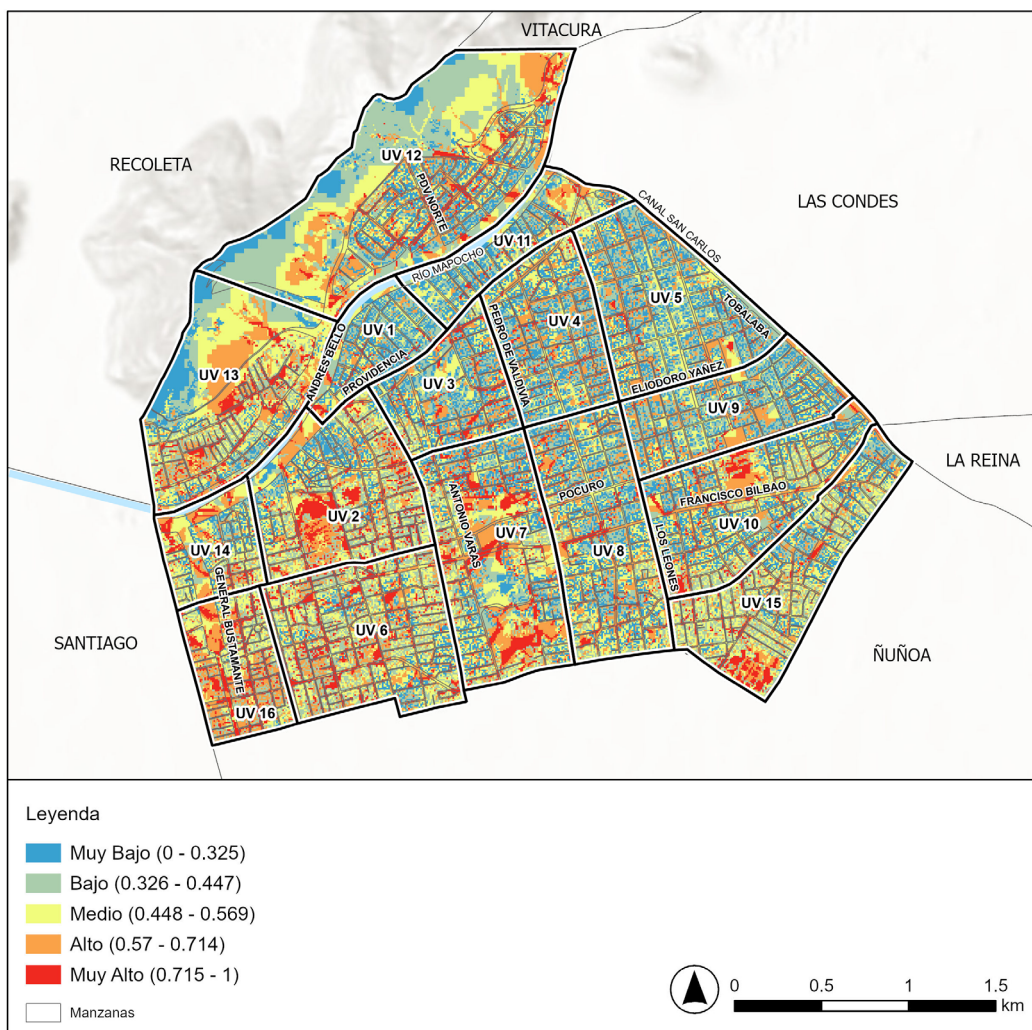 VITACURA
RECOLETA
UV 12
PDV NORTE
LAS CONDES
CANAL SAN CARLOS
UV 11
RÍO MAPOCHO
UV 5
TOBALABA
UV 1
ANDRES BELLO
PROVIDENCIA
PEDRO DE VALDIVIA
UV 4
UV 13
UV 3
ELIODORO YAÑEZ
UV 9
LA REINA
ANTONIO VARAS
POCURO
FRANCISCO BILBAO
UV 2
UV 7
UV 10
LOS LEONES
UV 14
UV 8
GENERAL BUSTAMANTE
UV 15
UV 6
SANTIAGO
ÑUÑOA
UV 16
Leyenda
Muy Bajo (0 - 0.325)
Bajo (0.326 - 0.447)
Medio (0.448 - 0.569)
Alto (0.57 - 0.714)
Muy Alto (0.715 - 1)
Manzanas
0 0.5 1 1.5
km